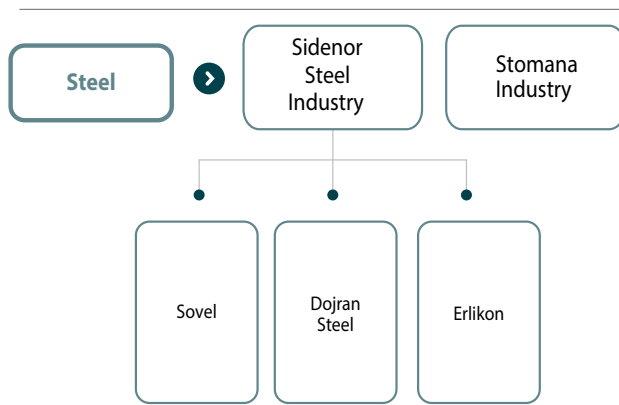 Steel
Sidenor
Steel
Industry
Stomana
Industry
Sovel
Dojran
Steel
Erlikon